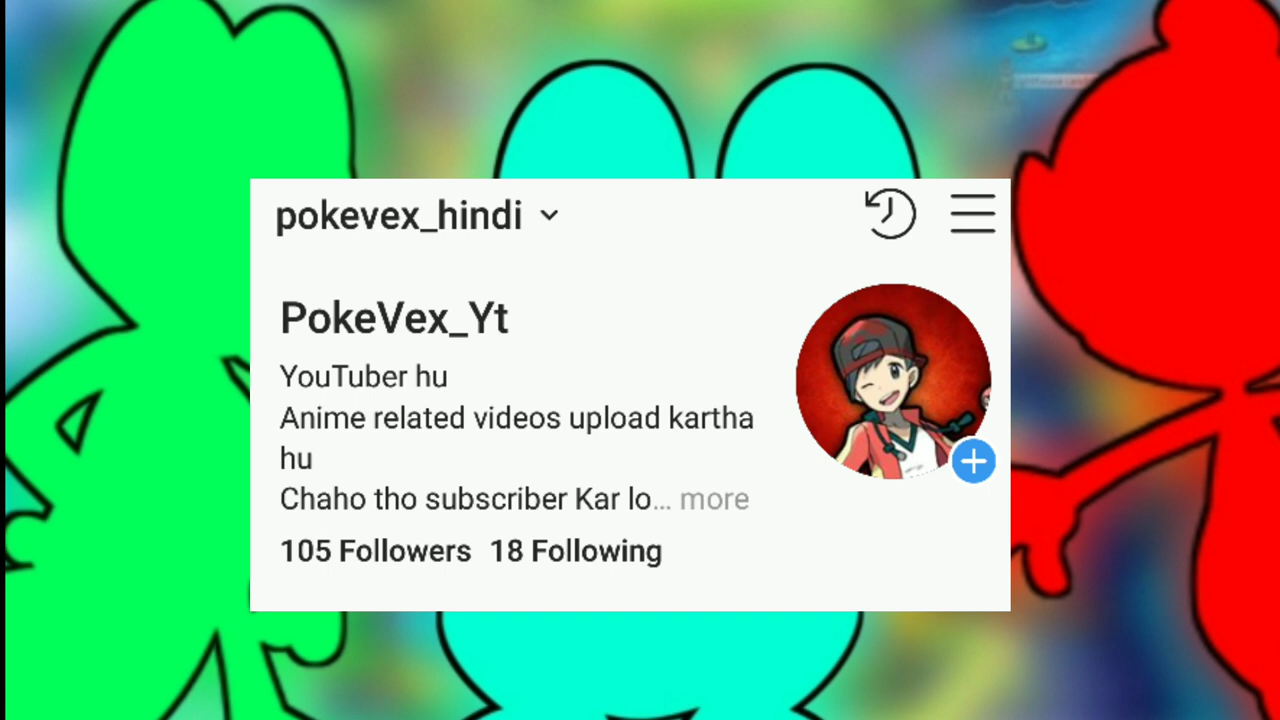 pokevex_hindi
PokeVex_Yt
YouTuber hu
Anime related videos upload kartha
hu
Chaho tho subscriber Kar lo... more
105 Followers 18 Following